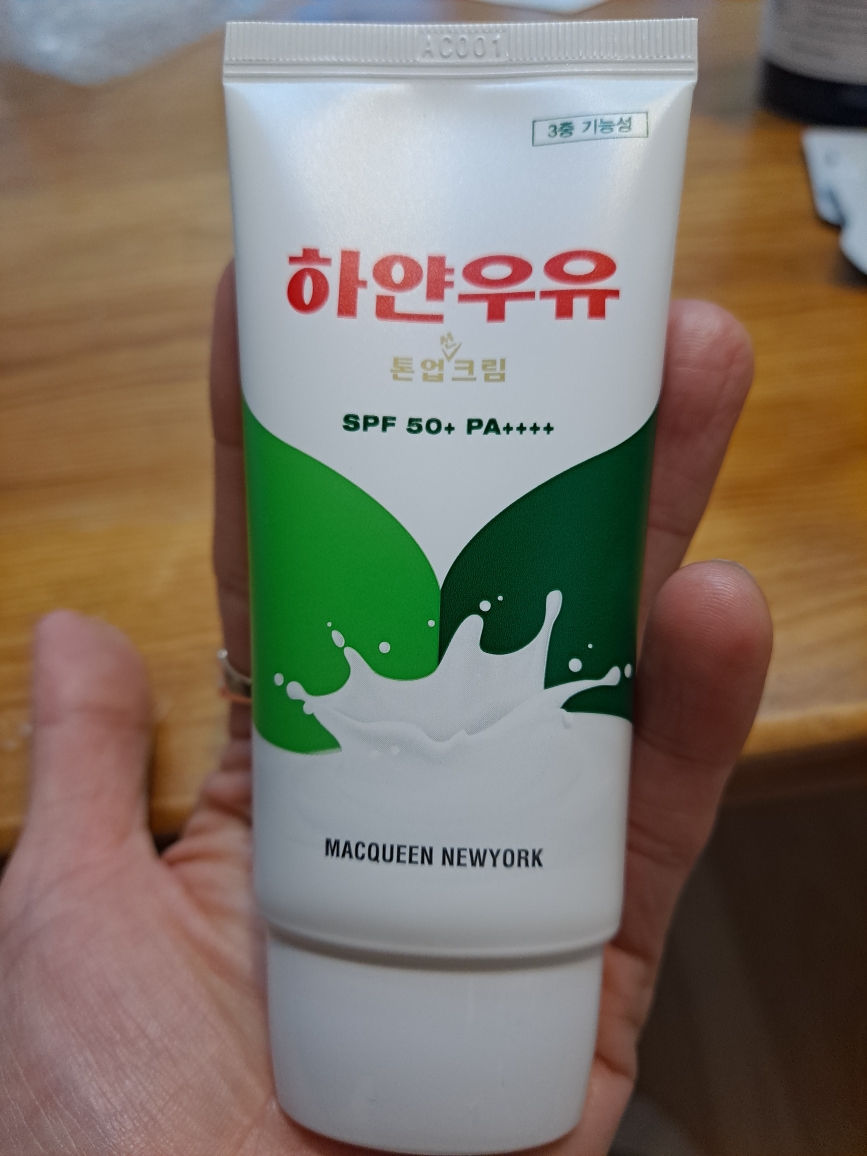 AC001
3중 기능성
하얀우유
톤업선크림
SPF 50+ PA++++
MACQUEEN NEWYORK